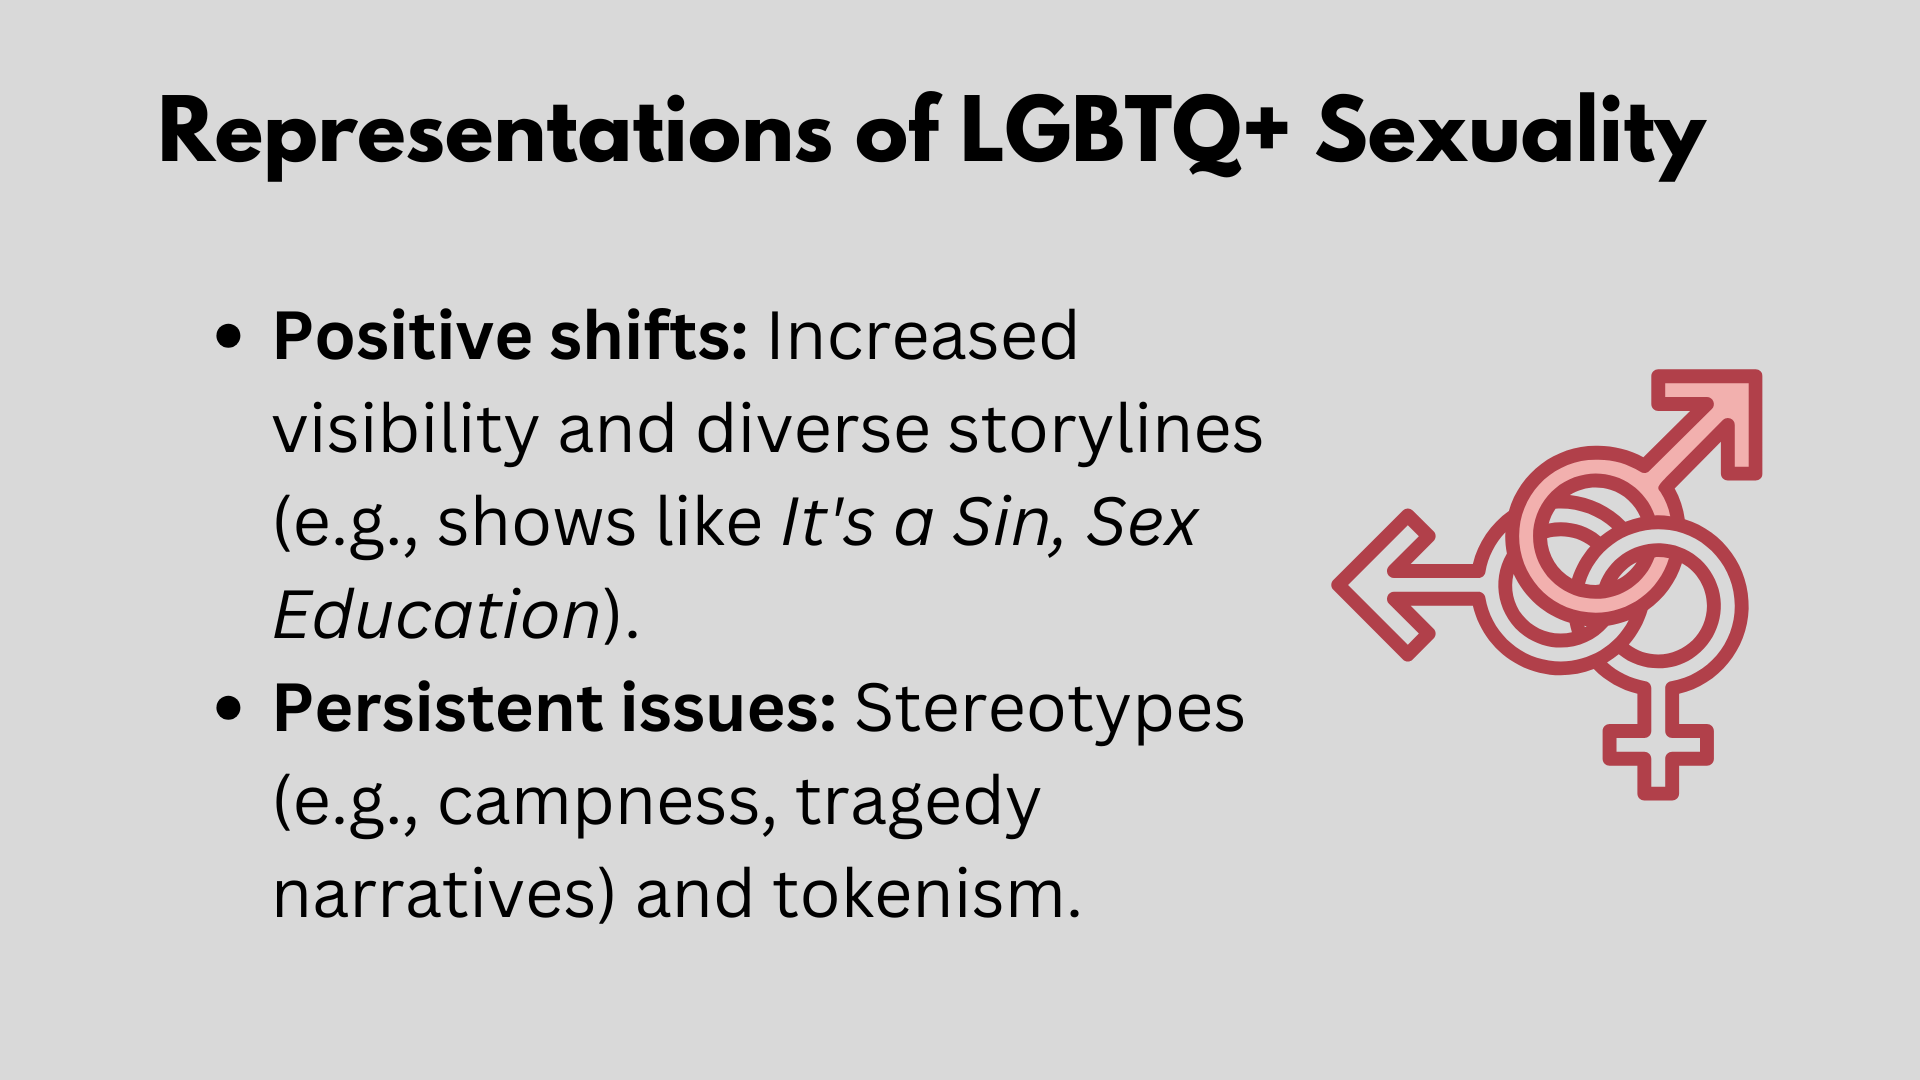 Representations of LGBTQ+ Sexuality
• Positive shifts: Increased
visibility and diverse storylines
(e.g., shows like It's a Sin, Sex
Education).
• Persistent issues: Stereotypes
(e.g., campness, tragedy
narratives) and tokenism.